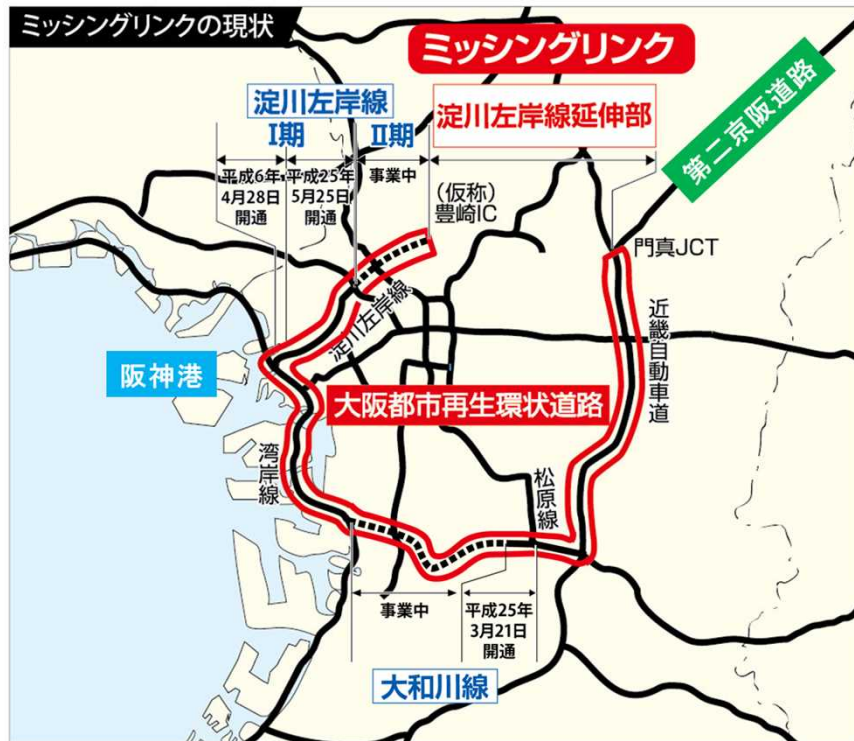 ミッシングリンクの現状
ミッシングリンク
淀川左岸線
Ⅰ期
Ⅱ期
淀川左岸線延伸部
第二京阪道路
平成6年
4月28日
開通
平成25年
5月25日
開通
事業中
(仮称)
豊崎IC
門真JCT
淀川左岸線
近畿自動車道
阪神港
大阪都市再生環状道路
湾岸線
松原線
事業中
平成25年
3月21日
開通
大和川線